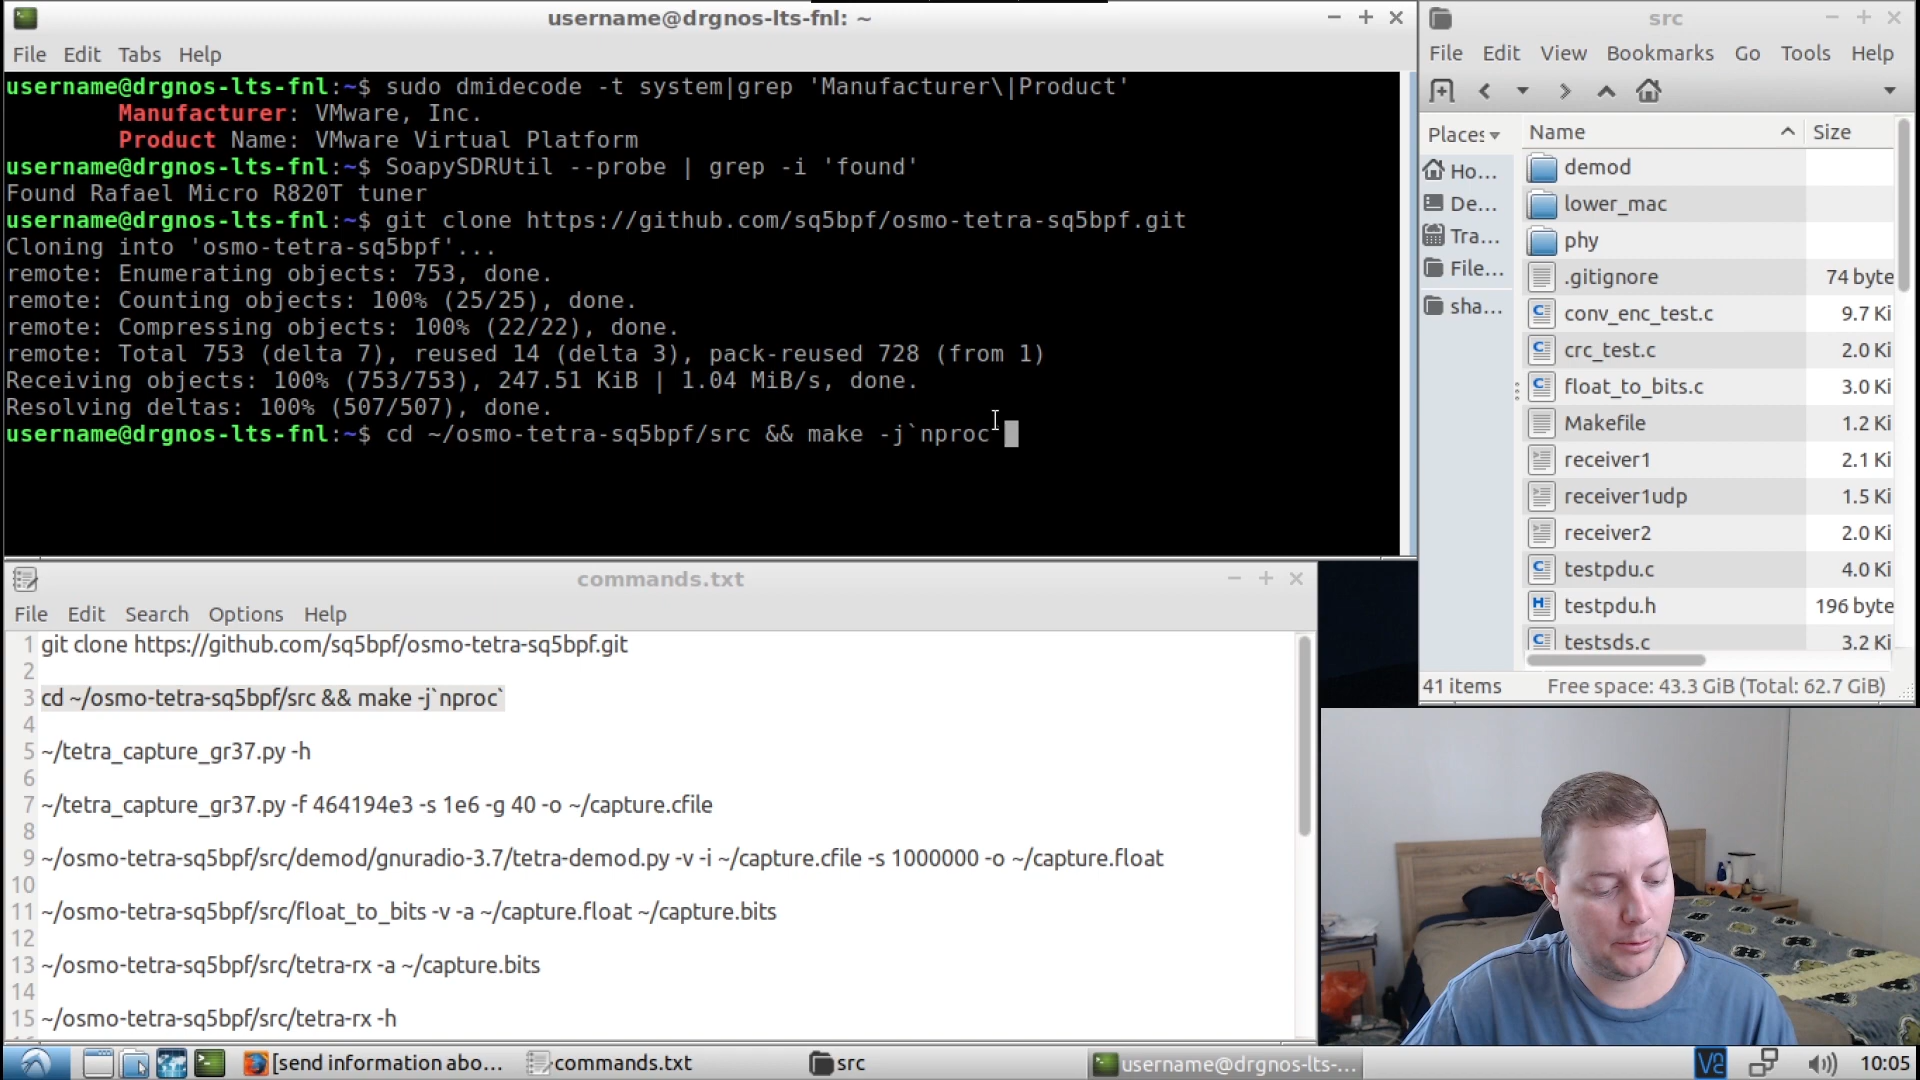 username@drgnos-lts-fnl: ~
File Edit Tabs Help
username@drgnos-lts-fnl:~$ sudo dmidecode -t system|grep 'Manufacturer\|Product'
Manufacturer: VMware, Inc.
Product Name: VMware Virtual Platform
username@drgnos-lts-fnl:~$ SoapySDRUtil --probe | grep -i 'found'
Found Rafael Micro R820T tuner
username@drgnos-lts-fnl:~$ git clone https://github.com/sq5bpf/osmo-tetra-sq5bpf.git
Cloning into 'osmo-tetra-sq5bpf'...
remote: Enumerating objects: 753, done.
remote: Counting objects: 100% (25/25), done.
remote: Compressing objects: 100% (22/22), done.
remote: Total 753 (delta 7), reused 14 (delta 3), pack-reused 728 (from 1)
Receiving objects: 100% (753/753), 247.51 KiB | 1.04 MiB/s, done.
Resolving deltas: 100% (507/507), done.
username@drgnos-lts-fnl:~$ cd ~/osmo-tetra-sq5bpf/src && make -j`nproc`
src
File Edit View Bookmarks Go Tools Help
Places
Ho...
De...
Tra...
File...
sha...
Name Size
demod
lower_mac
phy
.gitignore 74 byte
conv_enc_test.c 9.7 Ki
crc_test.c 2.0 Ki
float_to_bits.c 3.0 Ki
Makefile 1.2 Ki
receiver1 2.1 Ki
receiver1udp 1.5 Ki
receiver2 2.0 Ki
testpdu.c 4.0 Ki
testpdu.h 196 byte
testsds.c 3.2 Ki
41 items Free space: 43.3 GiB (Total: 62.7 GiB)
commands.txt
File Edit Search Options Help
1 git clone https://github.com/sq5bpf/osmo-tetra-sq5bpf.git
2
3 cd ~/osmo-tetra-sq5bpf/src && make -j`nproc`
4
5 ~/tetra_capture_gr37.py -h
6
7 ~/tetra_capture_gr37.py -f 464194e3 -s 1e6 -g 40 -o ~/capture.cfile
8
9 ~/osmo-tetra-sq5bpf/src/demod/gnuradio-3.7/tetra-demod.py -v -i ~/capture.cfile -s 1000000 -o ~/capture.float
10
11 ~/osmo-tetra-sq5bpf/src/float_to_bits -v -a ~/capture.float ~/capture.bits
12
13 ~/osmo-tetra-sq5bpf/src/tetra-rx -a ~/capture.bits
14
15 ~/osmo-tetra-sq5bpf/src/tetra-rx -h
[send information abo... commands.txt src username@drgnos-lts-... 10:05